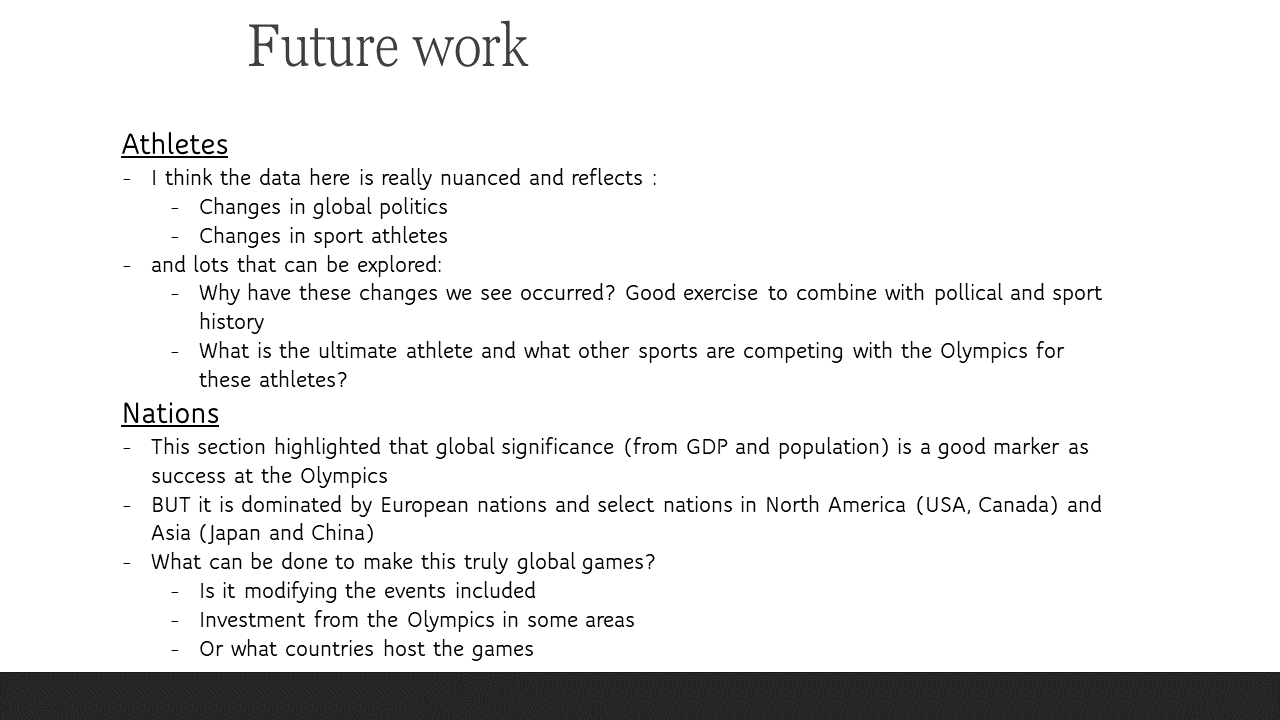 Future work
Athletes
- I think the data here is really nuanced and reflects :
- Changes in global politics
- Changes in sport athletes
- and lots that can be explored:
- Why have these changes we see occurred? Good exercise to combine with pollical and sport
history
- What is the ultimate athlete and what other sports are competing with the Olympics for
these athletes?
Nations
- This section highlighted that global significance (from GDP and population) is a good marker as
success at the Olympics
- BUT it is dominated by European nations and select nations in North America (USA, Canada) and
Asia (Japan and China)
- What can be done to make this truly global games?
- Is it modifying the events included
- Investment from the Olympics in some areas
- Or what countries host the games